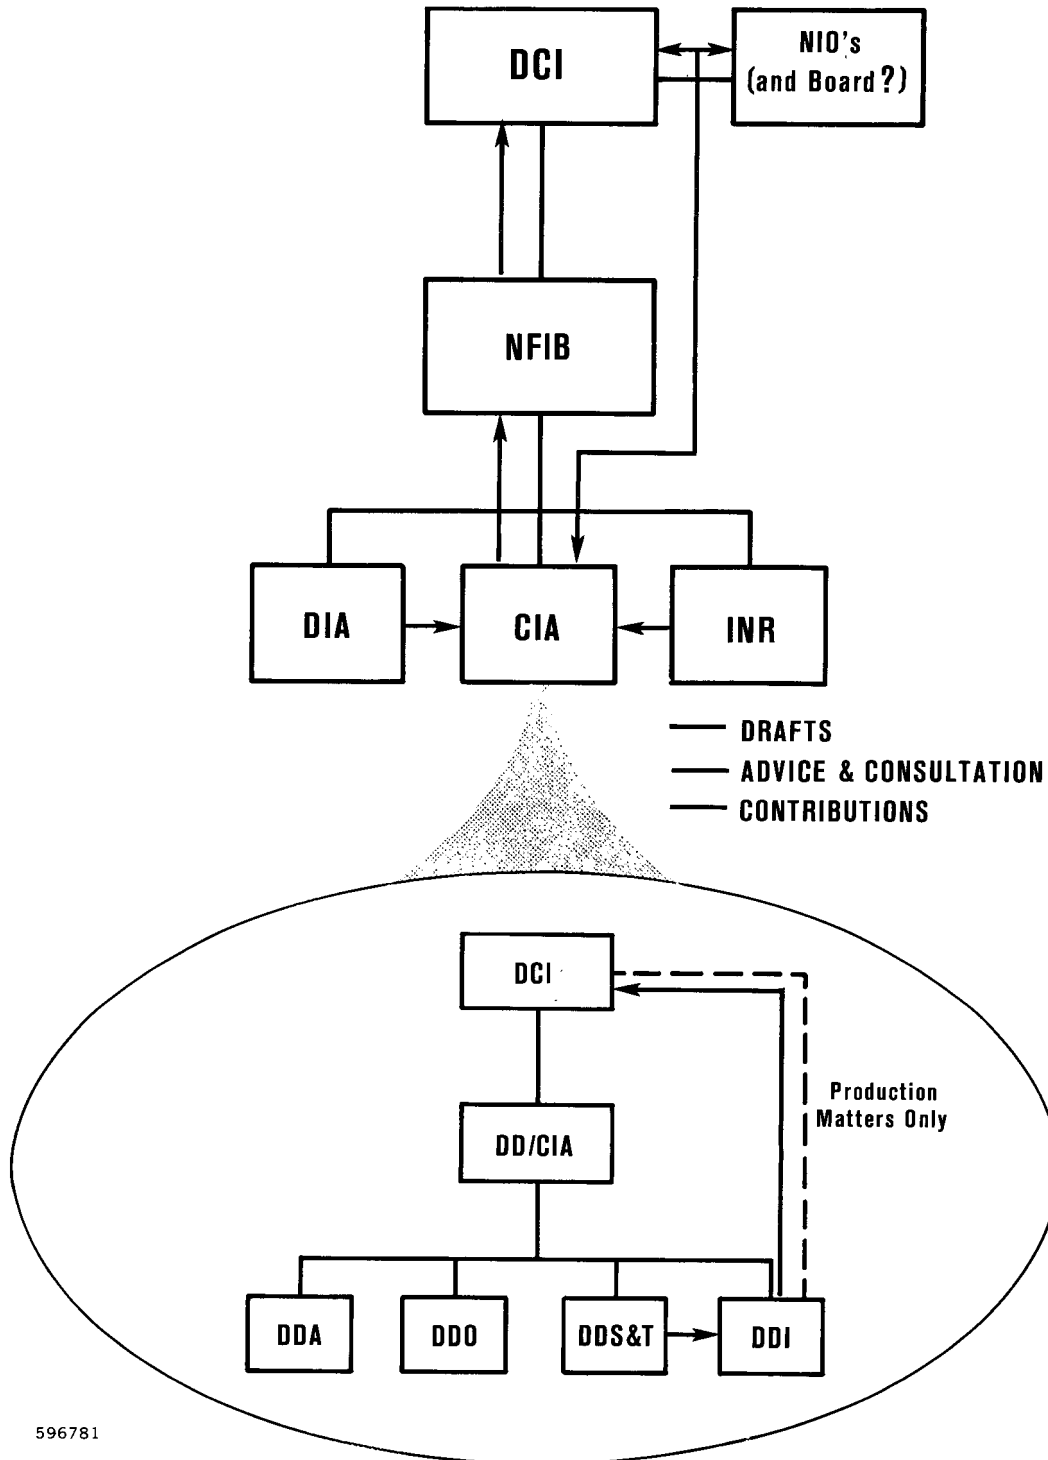 DCI
NIO's
(and Board?)
NFIB
DIA
CIA
INR
DRAFTS
ADVICE & CONSULTATION
CONTRIBUTIONS
DCI
Production
Matters Only
DD/CIA
DDA
DDO
DDS&T
DDI
596781